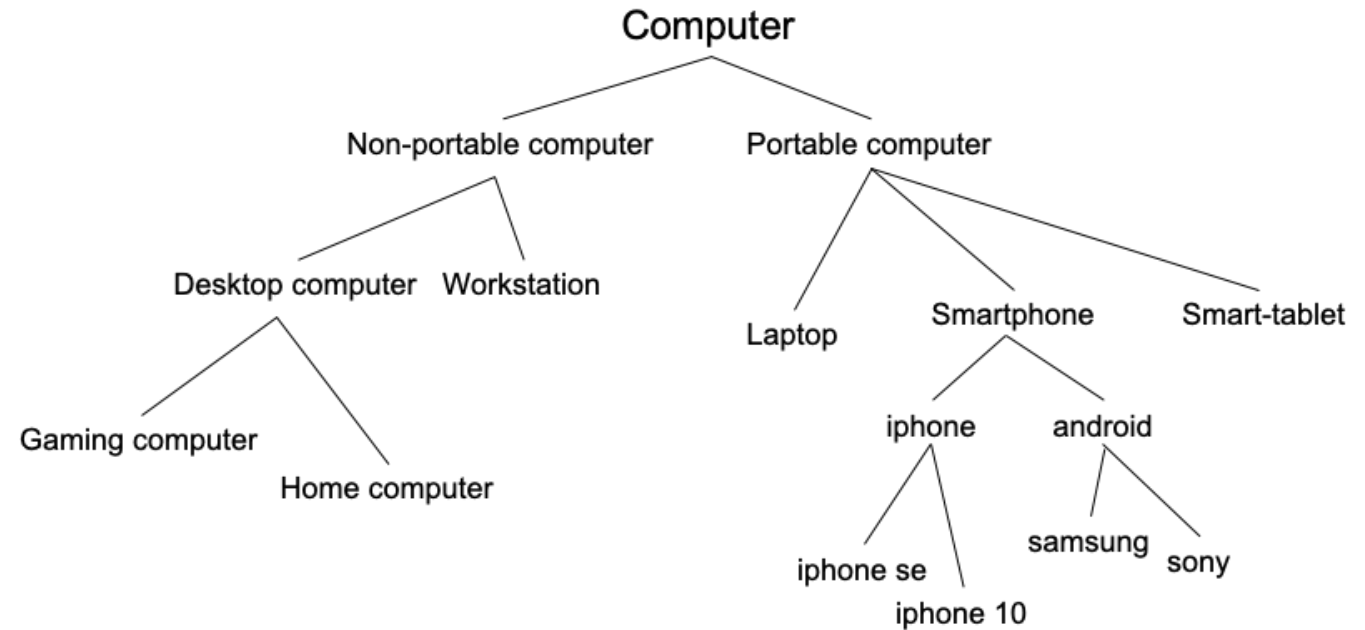 Computer
Non-portable computer
Portable computer
Desktop computer
Workstation
Laptop
Smartphone
Smart-tablet
Gaming computer
Home computer
iphone
android
iphone se
iphone 10
samsung
sony